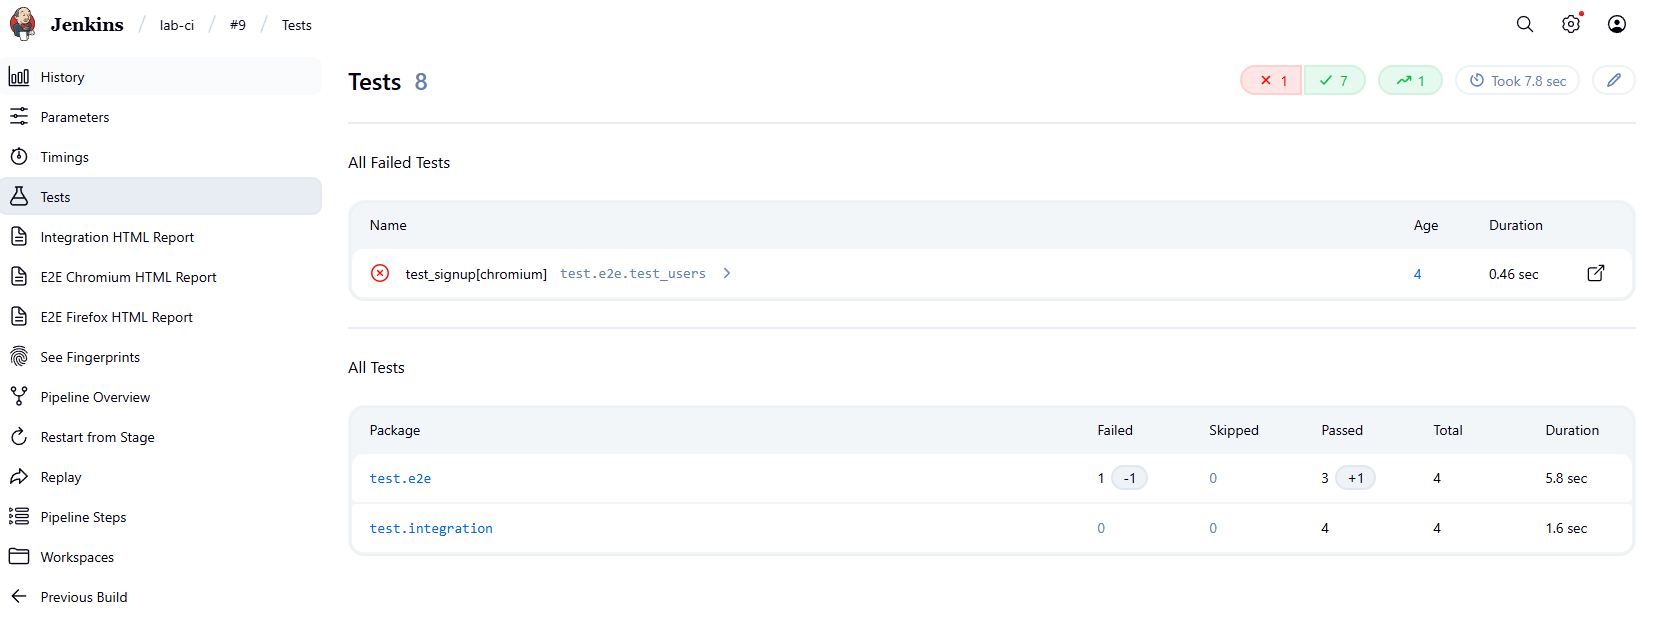 Jenkins / lab-ci / #9 / Tests
History
Parameters
Timings
Tests
Integration HTML Report
E2E Chromium HTML Report
E2E Firefox HTML Report
See Fingerprints
Pipeline Overview
Restart from Stage
Replay
Pipeline Steps
Workspaces
Previous Build
Tests 8
1 7 1 Took 7.8 sec
All Failed Tests
Name Age Duration
test_signup[chromium] test.e2e.test_users 4 0.46 sec
All Tests
Package Failed Skipped Passed Total Duration
test.e2e 1 -1 0 3 +1 4 5.8 sec
test.integration 0 0 4 4 1.6 sec